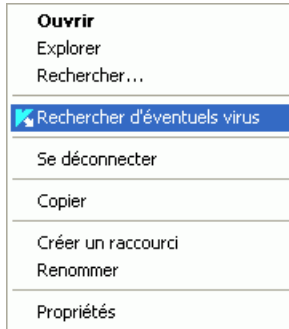 Ouvrir
Explorer
Rechercher...
Rechercher d'éventuels virus
Se déconnecter
Copier
Créer un raccourci
Renommer
Propriétés